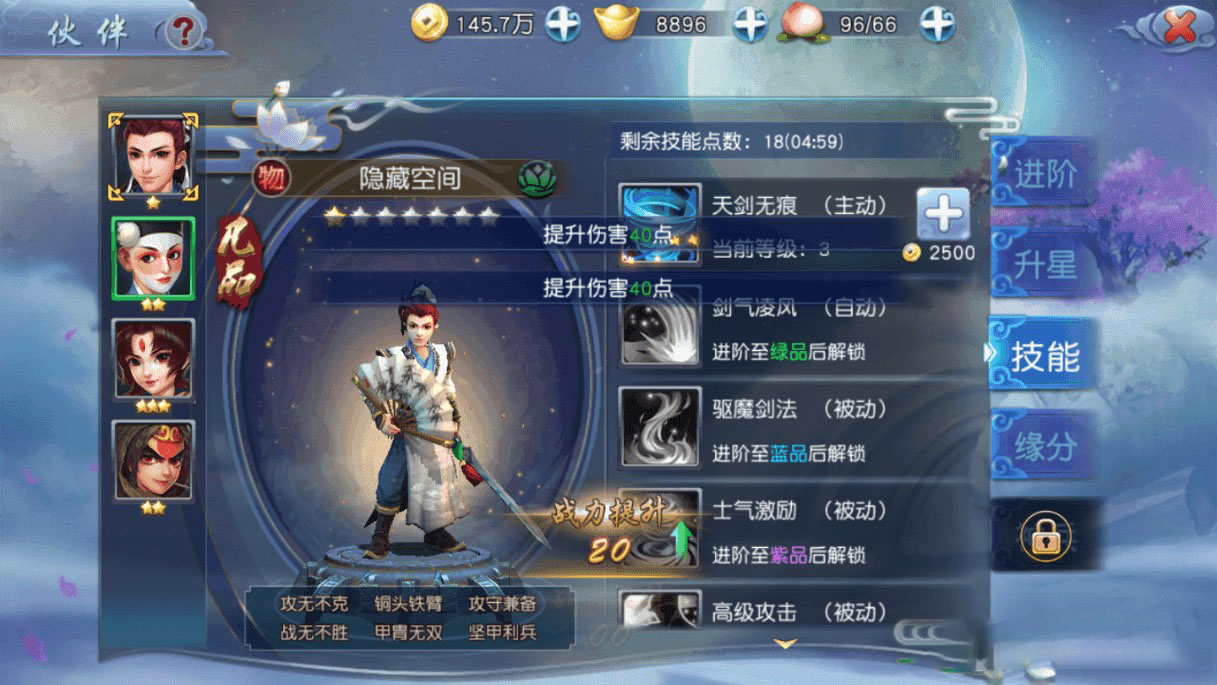 伙伴
?
145.7万
8896
96/66
剩余技能点数：18(04:59)
物
隐藏空间
凡品
天剑无痕 （主动）
当前等级：3
2500
提升伤害40点
提升伤害40点
剑气凌风 （自动）
进阶至绿品后解锁
驱魔剑法 （被动）
进阶至蓝品后解锁
士气激励 （被动）
进阶至紫品后解锁
高级攻击 （被动）
战力提升
20
攻无不克 铜头铁臂 攻守兼备
战无不胜 甲胄无双 坚甲利兵
进阶
升星
技能
缘分